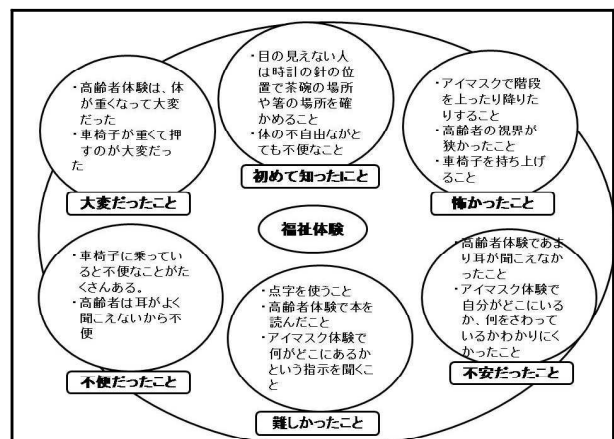 ・高齢者体験は、体
が重くなって大変
だった
・車椅子が重くて押
すのが大変だっ
た
大変だったこと
・目の見えない人
は時計の針の位
置で茶碗の場所
や箸の場所を確
かめること
・体の不自由ながと
ても不便なこと
初めて知ったにと
・アイマスクで階段
を上ったり降りた
りすること
・高齢者の視界が
狭かったこと
・車椅子を持ち上げ
ること
怖かったこと
福祉体験
・車椅子に乗ってい
ると不便なことがた
くさんある。
・高齢者は耳がよく
聞こえないから不
便
不便だったこと
・点字を使うこと
・高齢者体験で本を
読んだこと
・アイマスク体験で
何がどこにあるか
という指示を聞くこ
と
難しかったこと
・高齢者体験であ
まり耳が聞こえな
かったこと
・アイマスク体験で
自分がどこにいる
か、何をさわって
いるかわかりにく
かったこと
不安だったこと